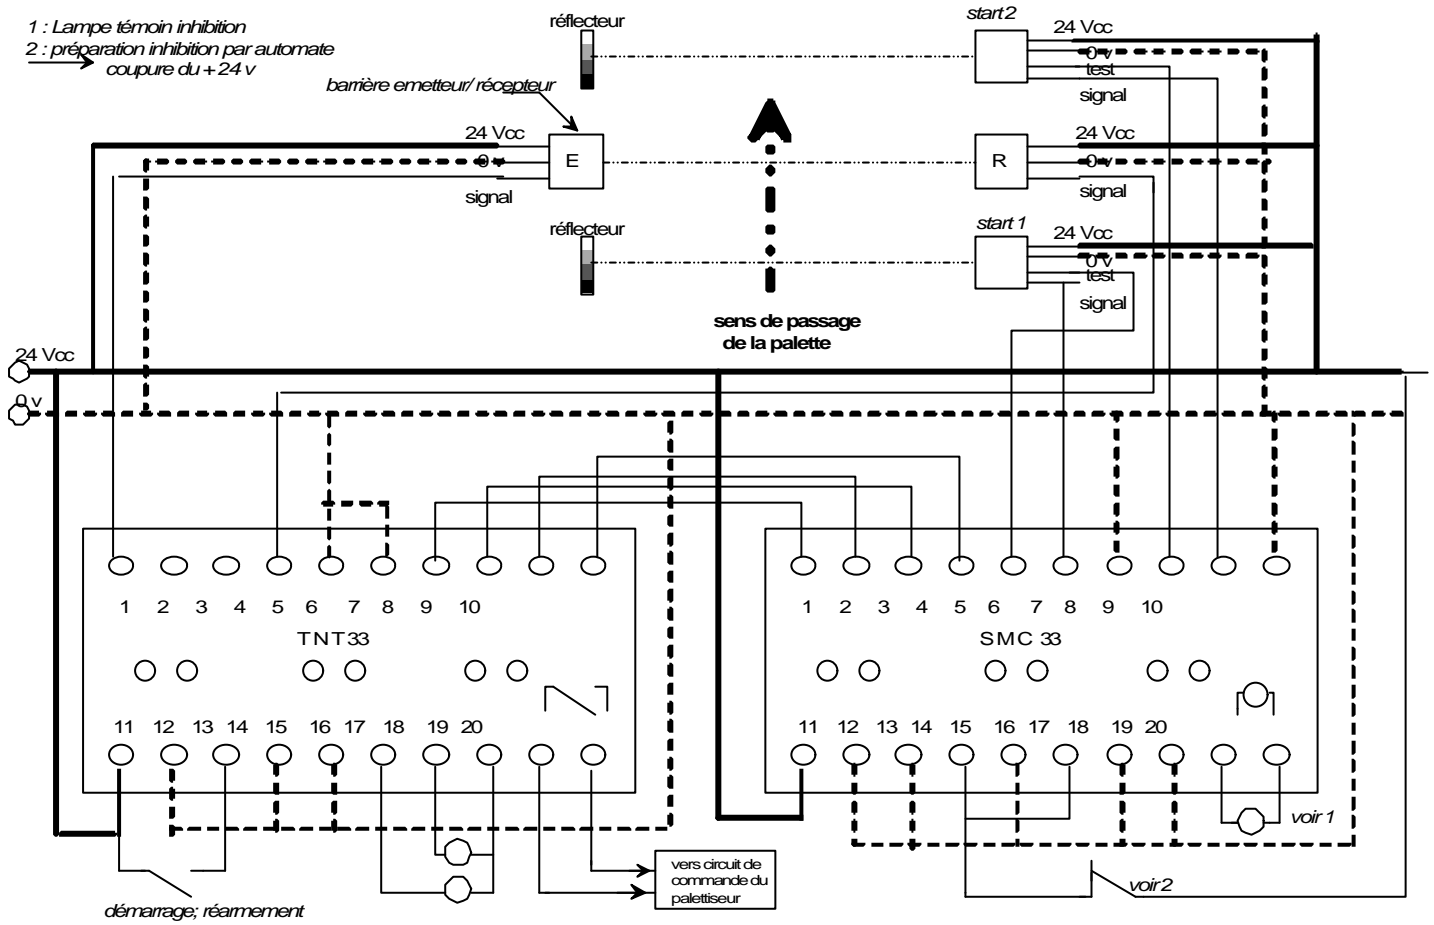 1 : Lampe témoin inhibition
2 : préparation inhibition par automate
coupure du + 24 v
réflecteur
start 2
24 Vcc
0 v
test
signal
barrière emetteur/ récepteur
24 Vcc
0 v
signal
E
R
24 Vcc
0 v
signal
réflecteur
start 1
24 Vcc
0 v
test
signal
sens de passage
de la palette
24 Vcc
0 v
1 2 3 4 5 6 7 8 9 10
TNT33
11 12 13 14 15 16 17 18 19 20
1 2 3 4 5 6 7 8 9 10
SMC 33
11 12 13 14 15 16 17 18 19 20
voir 1
vers circuit de
commande du
palettiseur
voir 2
démarrage; réarmement